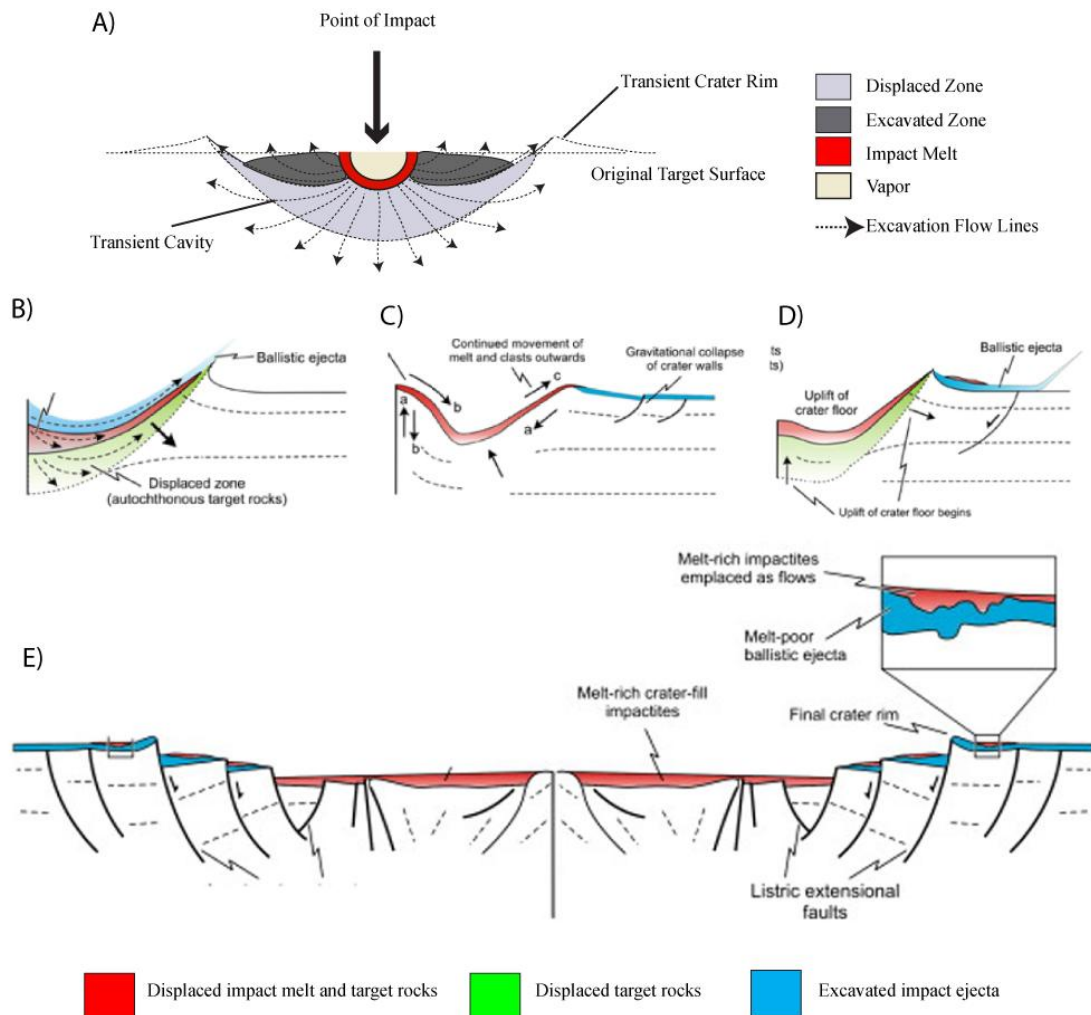 A)
Point of Impact
Transient Crater Rim
Original Target Surface
Transient Cavity
Displaced Zone
Excavated Zone
Impact Melt
Vapor
Excavation Flow Lines
B)
Ballistic ejecta
Displaced zone
(autochthonous target rocks)
C)
Continued movement of
melt and clasts outwards
Gravitational collapse
of crater walls
a
b
b
c
a
D)
ts
ts)
Ballistic ejecta
Uplift of
crater floor
Uplift of crater floor begins
Melt-rich impactites
emplaced as flows
Melt-poor
ballistic ejecta
E)
Melt-rich crater-fill
impactites
Final crater rim
Listric extensional
faults
Displaced impact melt and target rocks
Displaced target rocks
Excavated impact ejecta